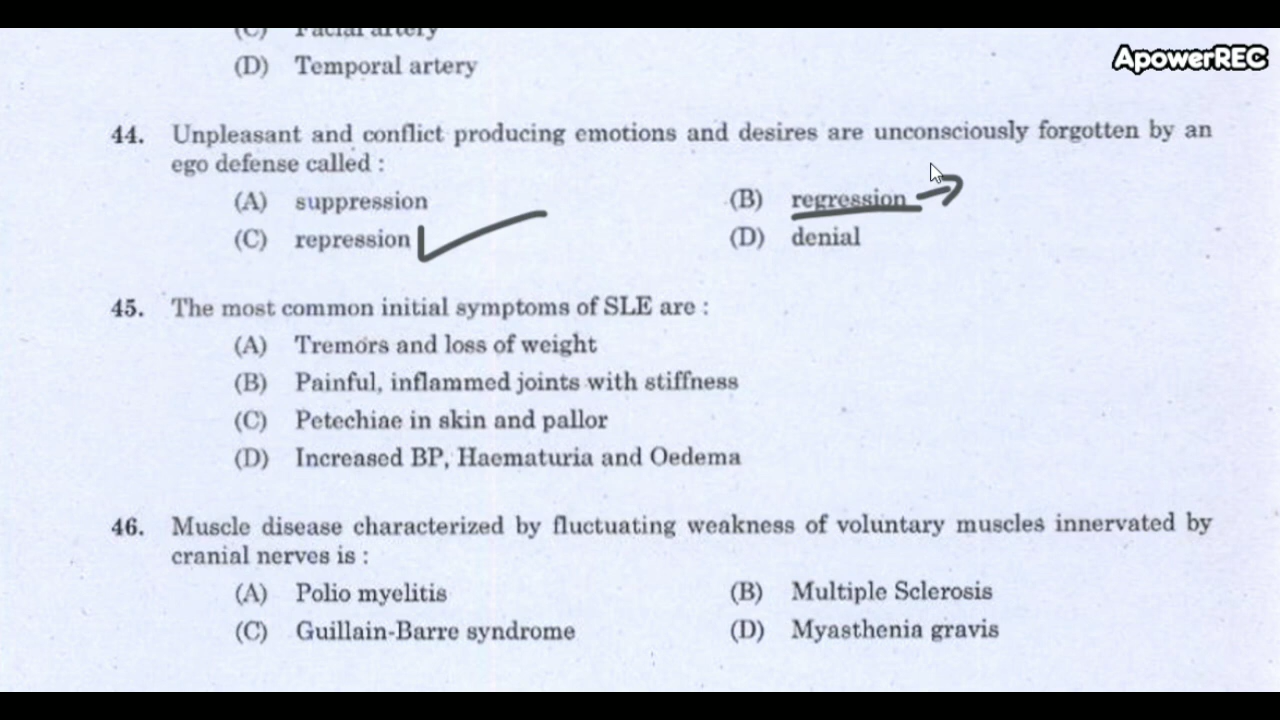 (C) Facial artery
ApowerREC
(D) Temporal artery
44. Unpleasant and conflict producing emotions and desires are unconsciously forgotten by an
ego defense called :
(A) suppression (B) regression
(C) repression (D) denial
45. The most common initial symptoms of SLE are :
(A) Tremors and loss of weight
(B) Painful, inflammed joints with stiffness
(C) Petechiae in skin and pallor
(D) Increased BP, Haematuria and Oedema
46. Muscle disease characterized by fluctuating weakness of voluntary muscles innervated by
cranial nerves is :
(A) Polio myelitis (B) Multiple Sclerosis
(C) Guillain-Barre syndrome (D) Myasthenia gravis